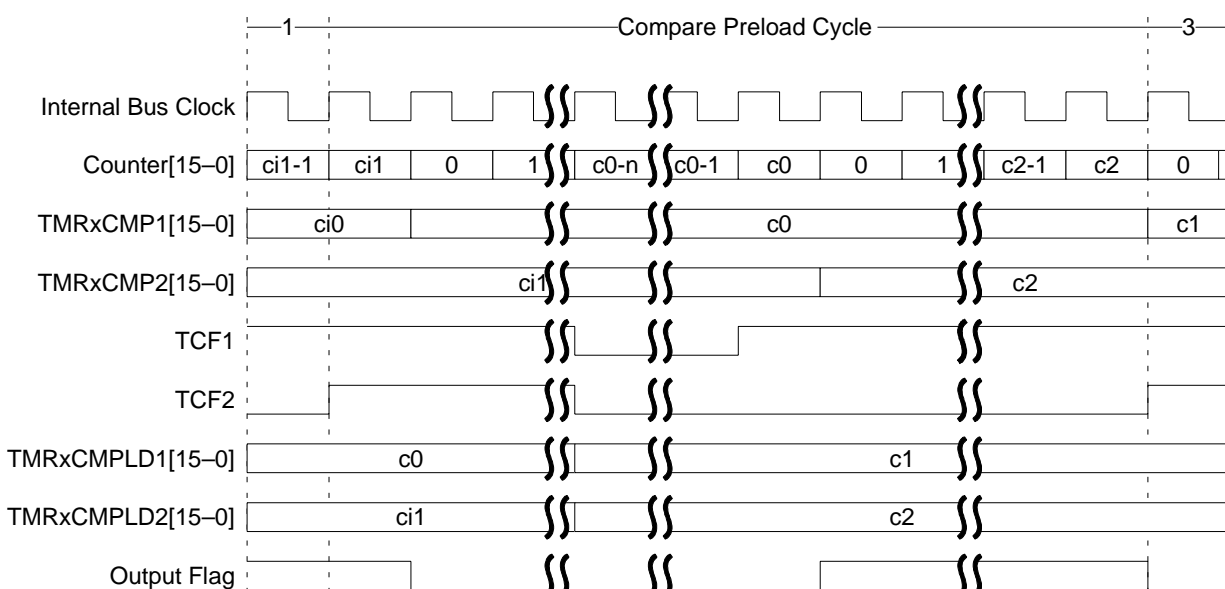 1 Compare Preload Cycle 3
Internal Bus Clock
Counter[15–0] ci1-1 ci1 0 1 c0-n c0-1 c0 0 1 c2-1 c2 0
TMRxCMP1[15–0] ci0 c0 c1
TMRxCMP2[15–0] ci1 c2
TCF1
TCF2
TMRxCMPLD1[15–0] c0 c1
TMRxCMPLD2[15–0] ci1 c2
Output Flag